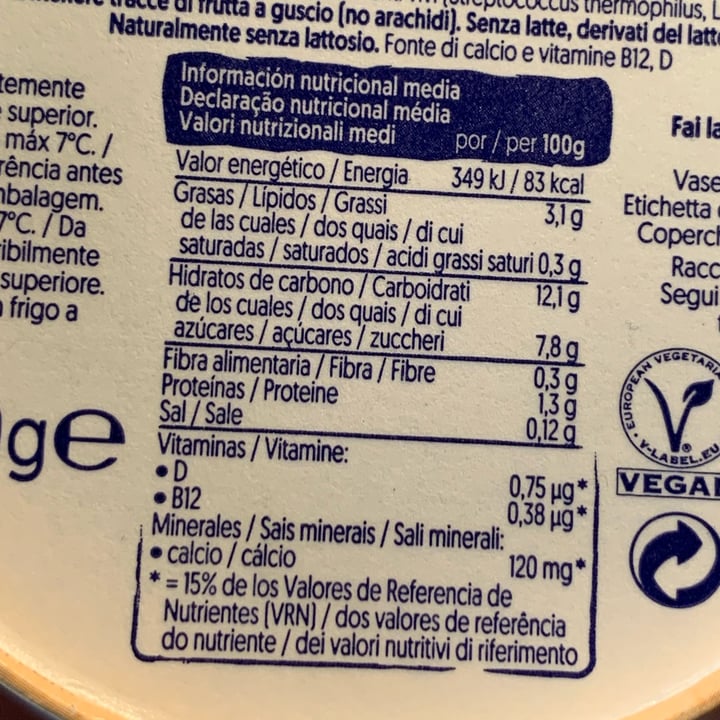 tracce di frutta a guscio (no arachidi). Senza latte, derivati del latte
Naturalmente senza lattosio. Fonte di calcio e vitamine B12, D
thermophilus, L
temente
superior.
máx 7°C. /
rência antes
mbalagem.
7°C. / Da
ibilmente
superiore.
frigo a
ge
Información nutricional media
Declaração nutricional média
Valori nutrizionali medi por / per 100g
Valor energético / Energia 349 kJ / 83 kcal
Grasas / Lípidos / Grassi 3,1 g
de las cuales / dos quais / di cui
saturadas / saturados / acidi grassi saturi 0,3 g
Hidratos de carbono / Carboidrati 12,1 g
de los cuales / dos quais / di cui
azúcares / açúcares / zuccheri 7,8 g
Fibra alimentaria / Fibra / Fibre 0,3 g
Proteínas / Proteine 1,3 g
Sal / Sale 0,12 g
Vitaminas / Vitamine:
• D 0,75 µg*
• B12 0,38 µg*
Minerales / Sais minerais / Sali minerali:
• calcio / cálcio 120 mg*
* = 15% de los Valores de Referencia de
Nutrientes (VRN) / dos valores de referência
do nutriente / dei valori nutritivi di riferimento
Fai la
Vase
Etichetta
Coperch
Racc
Segui
EUROPEAN VEGETARIA
V-LABEL.EU
VEGAN